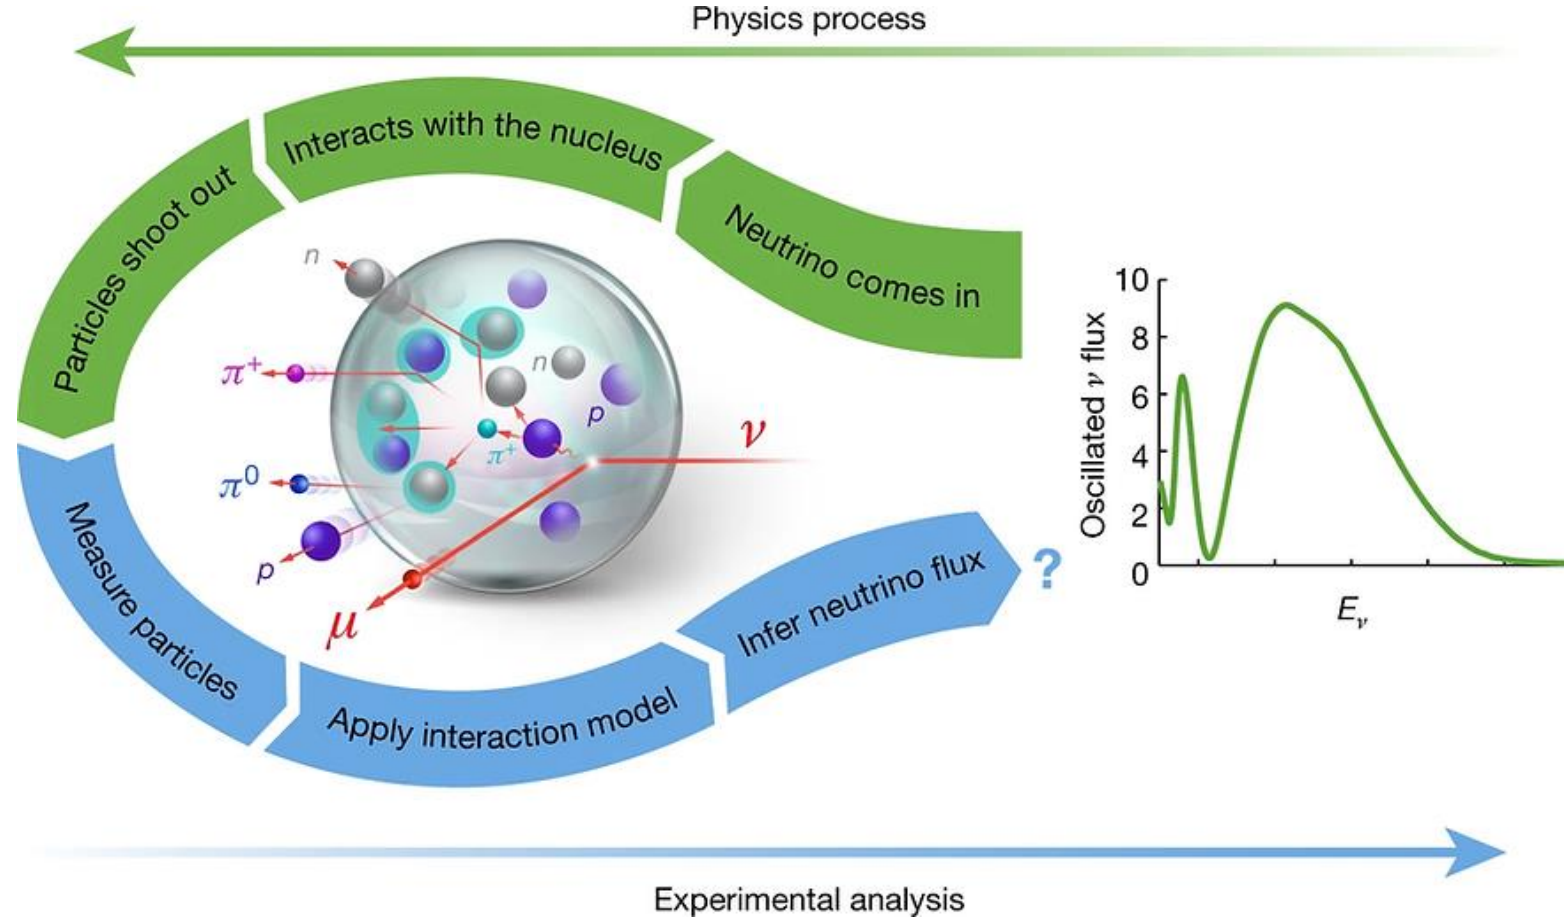 Physics process
Interacts with the nucleus
Particles shoot out
Neutrino comes in
n
π⁺
π⁰
p
μ
n
p
π⁺
ν
Measure particles
Apply interaction model
Infer neutrino flux
?
Oscillated ν flux
10
8
6
4
2
0
Eᵥ
Experimental analysis